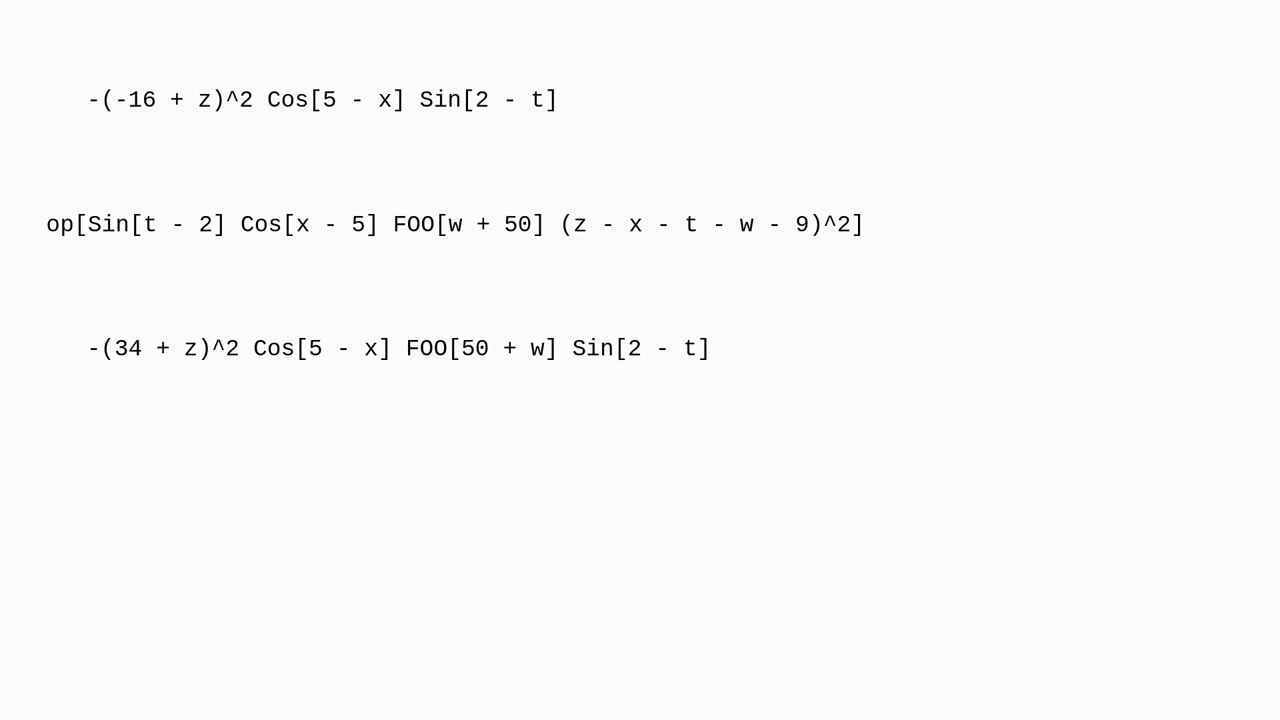 -(-16 + z)^2 Cos[5 - x] Sin[2 - t]
op[Sin[t - 2] Cos[x - 5] FOO[w + 50] (z - x - t - w - 9)^2]
-(34 + z)^2 Cos[5 - x] FOO[50 + w] Sin[2 - t]